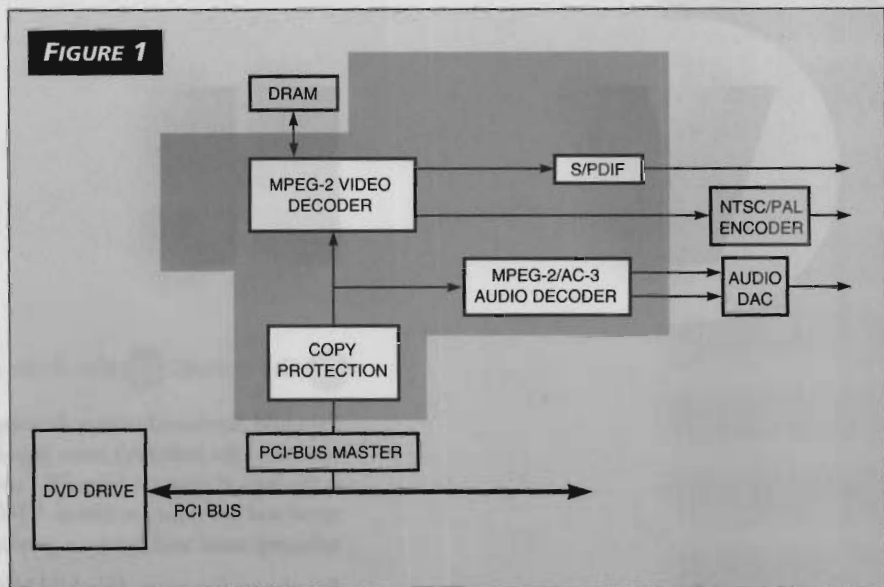 FIGURE 1
DRAM
MPEG-2 VIDEO
DECODER
S/PDIF
NTSC/PAL
ENCODER
MPEG-2/AC-3
AUDIO DECODER
AUDIO
DAC
COPY
PROTECTION
PCI-BUS MASTER
DVD DRIVE
PCI BUS